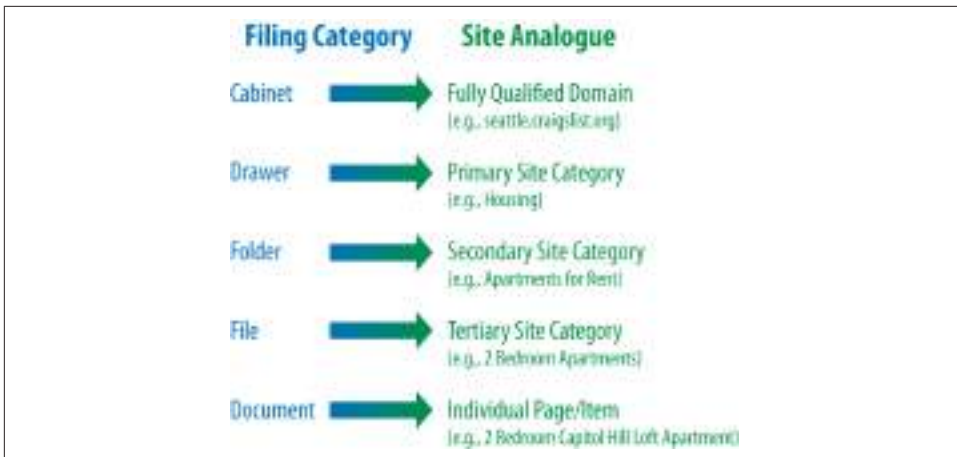 Filing Category Site Analogue
Cabinet Fully Qualified Domain
(e.g., seattle.craigslist.org)
Drawer Primary Site Category
(e.g., Housing)
Folder Secondary Site Category
(e.g., Apartments for Rent)
File Tertiary Site Category
(e.g., 2 Bedroom Apartments)
Document Individual Page/Item
(e.g., 2 Bedroom Capitol Hill Loft Apartment)